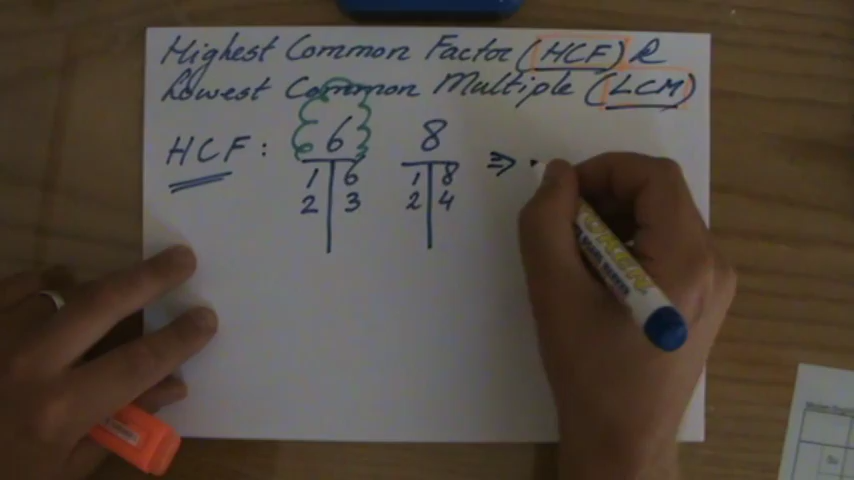 Highest Common Factor (HCF) &
Lowest Common Multiple (LCM)
HCF: 6 8 ⇒
1 6 1 8
2 3 2 4